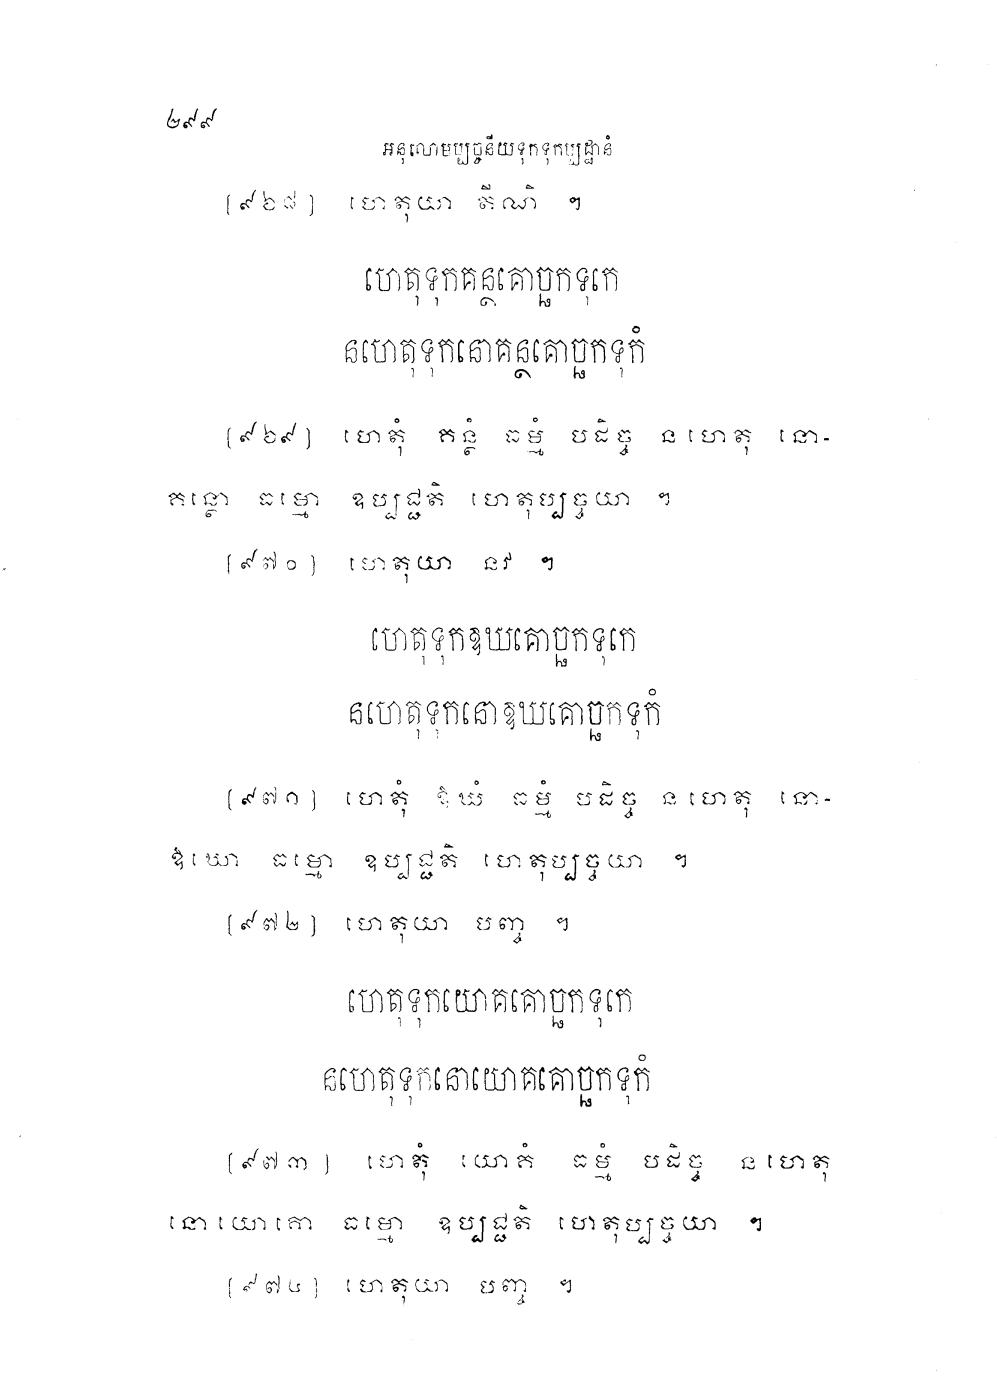 ២៩៩
អនុលោមប្បច្ចនីយទុកទុកប្បដ្ឋានំ
[៩៦៨] ហេតុយា តីណិ ។
ហេតុទុកគន្ថគោច្ឆកទុកេ
នហេតុទុកនោគន្ថគោច្ឆកទុកំ
[៩៦៩] ហេតុំ គន្ថំ ធម្មំ បដិច្ច ន ហេតុ នោ-
គន្ថោ ធម្មោ ឧប្បជ្ជតិ ហេតុប្បច្ចយា ។
[៩៧០] ហេតុយា នវ ។
ហេតុទុកឱឃគោច្ឆកទុកេ
នហេតុទុកនោឱឃគោច្ឆកទុកំ
[៩៧១] ហេតុំ ឱឃំ ធម្មំ បដិច្ច ន ហេតុ នោ-
ឱឃោ ធម្មោ ឧប្បជ្ជតិ ហេតុប្បច្ចយា ។
[៩៧២] ហេតុយា បញ្ច ។
ហេតុទុកយោគគោច្ឆកទុកេ
នហេតុទុកនោយោគគោច្ឆកទុកំ
[៩៧៣] ហេតុំ យោគំ ធម្មំ បដិច្ច ន ហេតុ
នោយោគោ ធម្មោ ឧប្បជ្ជតិ ហេតុប្បច្ចយា ។
[៩៧៤] ហេតុយា បញ្ច ។